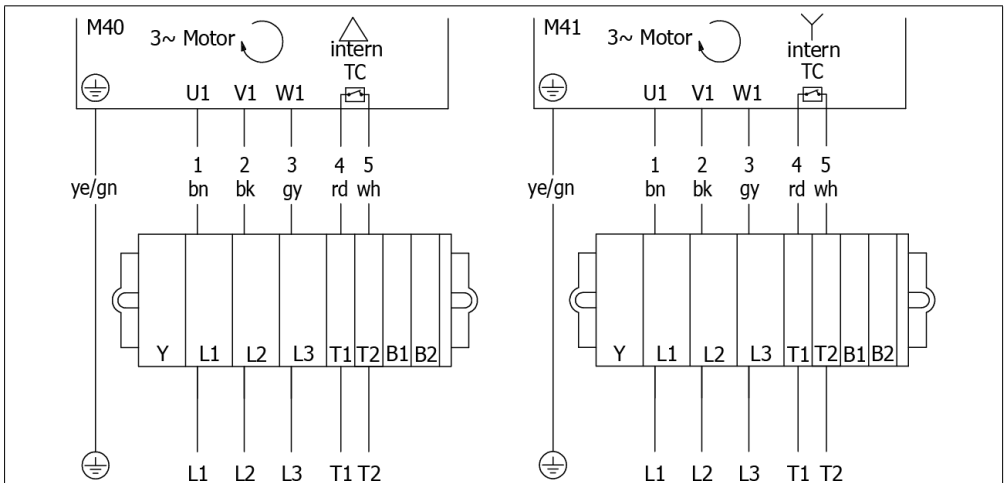 M40
3~ Motor
intern
TC
U1 V1 W1
1 2 3 4 5
ye/gn bn bk gy rd wh
Y L1 L2 L3 T1 T2 B1 B2
L1 L2 L3 T1 T2
M41
3~ Motor
intern
TC
U1 V1 W1
1 2 3 4 5
ye/gn bn bk gy rd wh
Y L1 L2 L3 T1 T2 B1 B2
L1 L2 L3 T1 T2